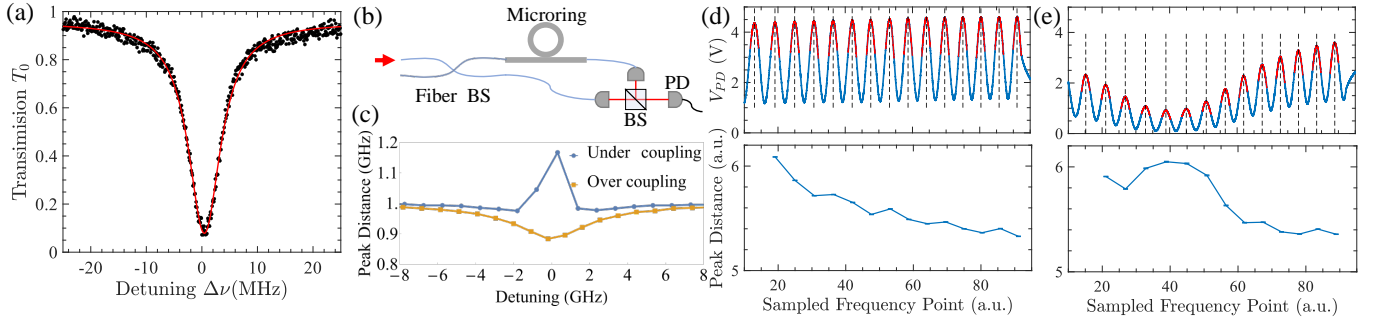 (a)
Transmision T0
1
0.8
0.6
0.4
0.2
0
-20
-10
0
10
20
Detuning Δν(MHz)
(b)
Microring
Fiber BS
PD
BS
(c)
Peak Distance (GHz)
1.2
1.1
1
0.9
0.8
Under coupling
Over coupling
−8
−6
−4
−2
0
2
4
6
8
Detuning (GHz)
(d)
VPD (V)
4
2
0
Peak Distance (a.u.)
6
5
20
40
60
80
Sampled Frequency Point (a.u.)
(e)
4
2
0
6
5
20
40
60
80
Sampled Frequency Point (a.u.)